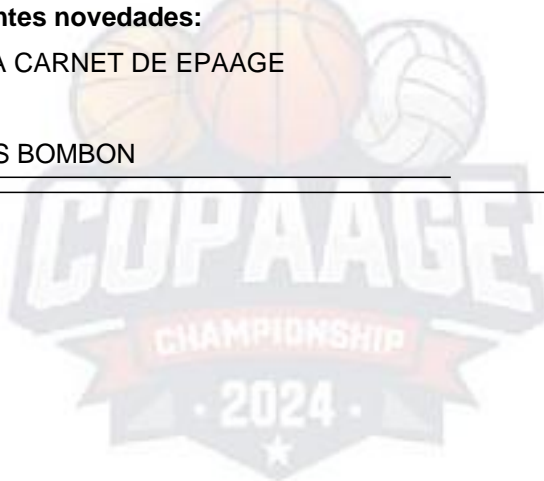 ntes novedades:
A CARNET DE EPAAGE
S BOMBON
COPAAGE
CHAMPIONSHIP
· 2024 ·